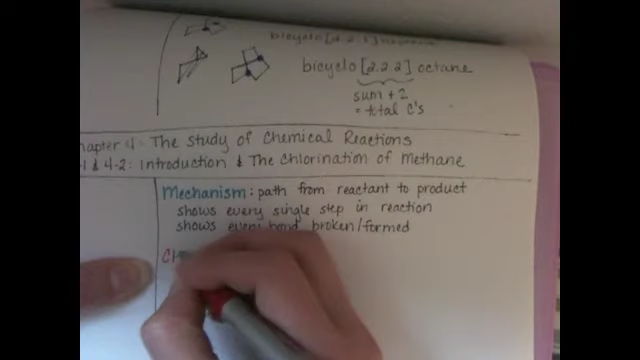 bicyclo [2.2.2] octane
sum + 2
= total C's
hapter 4: The Study of Chemical Reactions
& 4-2: Introduction & The Chlorination of Methane
Mechanism: path from reactant to product
shows every single step in reaction
shows every bond broken/formed